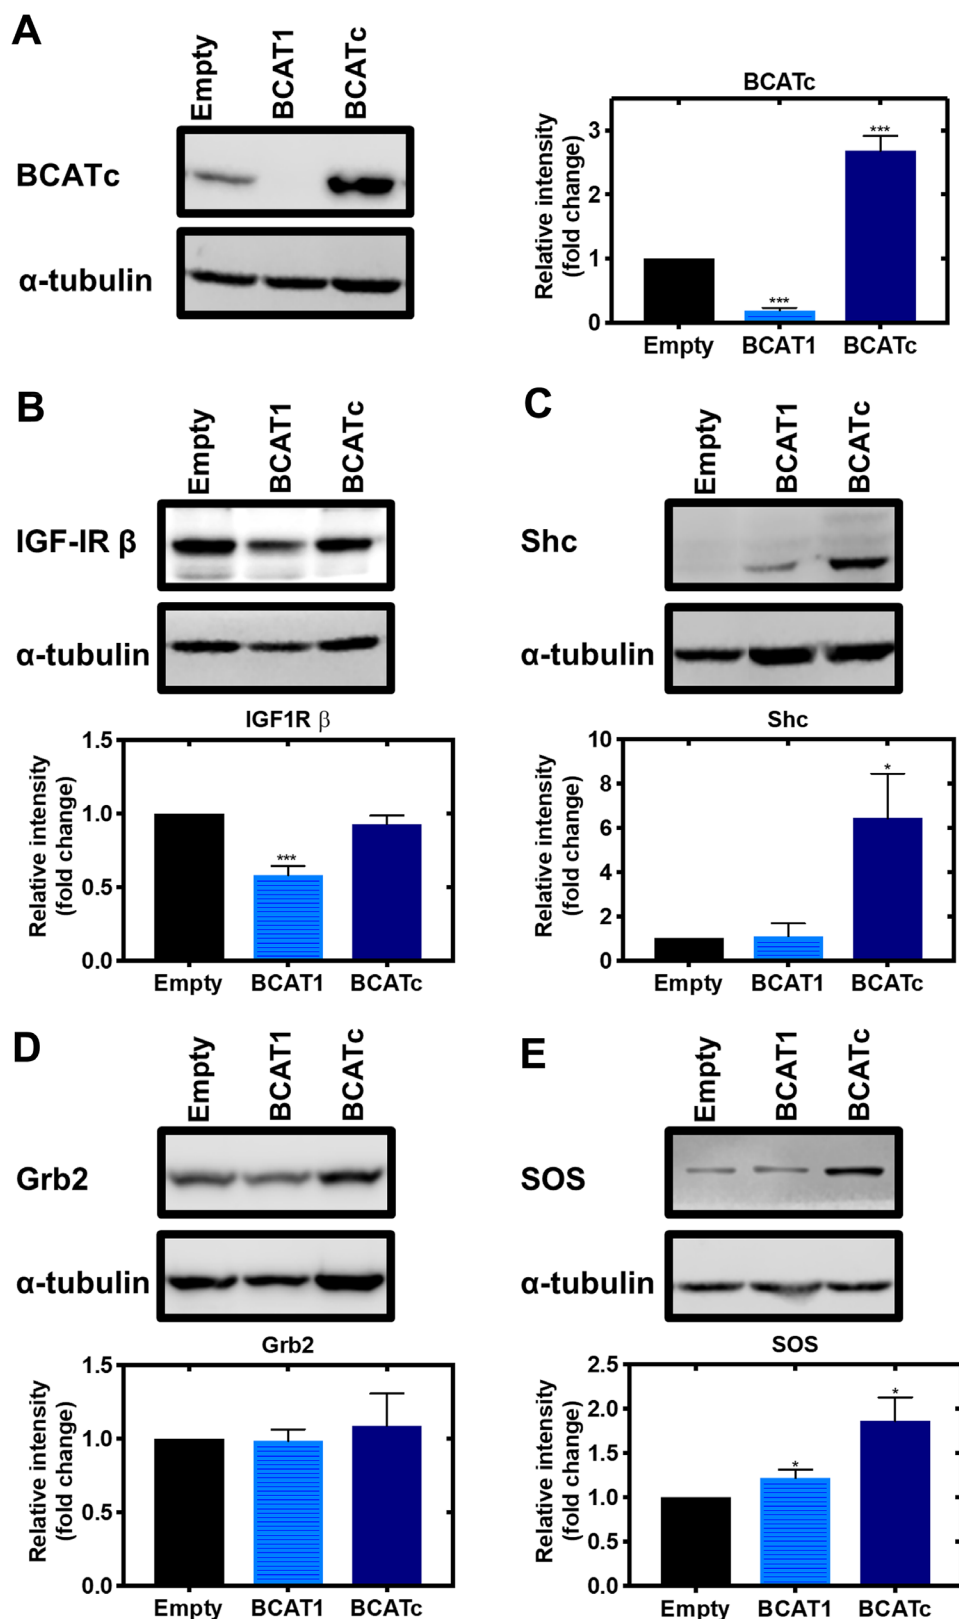 A
Empty
BCAT1
BCATc
BCATc
α-tubulin
BCATc
Relative intensity
(fold change)
3
2
1
0
***
***
Empty
BCAT1
BCATc
B
Empty
BCAT1
BCATc
IGF-IR β
α-tubulin
IGF1R β
Relative intensity
(fold change)
1.5
1.0
0.5
0.0
***
Empty
BCAT1
BCATc
C
Empty
BCAT1
BCATc
Shc
α-tubulin
Shc
Relative intensity
(fold change)
10
8
6
4
2
0
*
Empty
BCAT1
BCATc
D
Empty
BCAT1
BCATc
Grb2
α-tubulin
Grb2
Relative intensity
(fold change)
1.5
1.0
0.5
0.0
Empty
BCAT1
BCATc
E
Empty
BCAT1
BCATc
SOS
α-tubulin
SOS
Relative intensity
(fold change)
2.5
2.0
1.5
1.0
0.5
0.0
*
*
Empty
BCAT1
BCATc